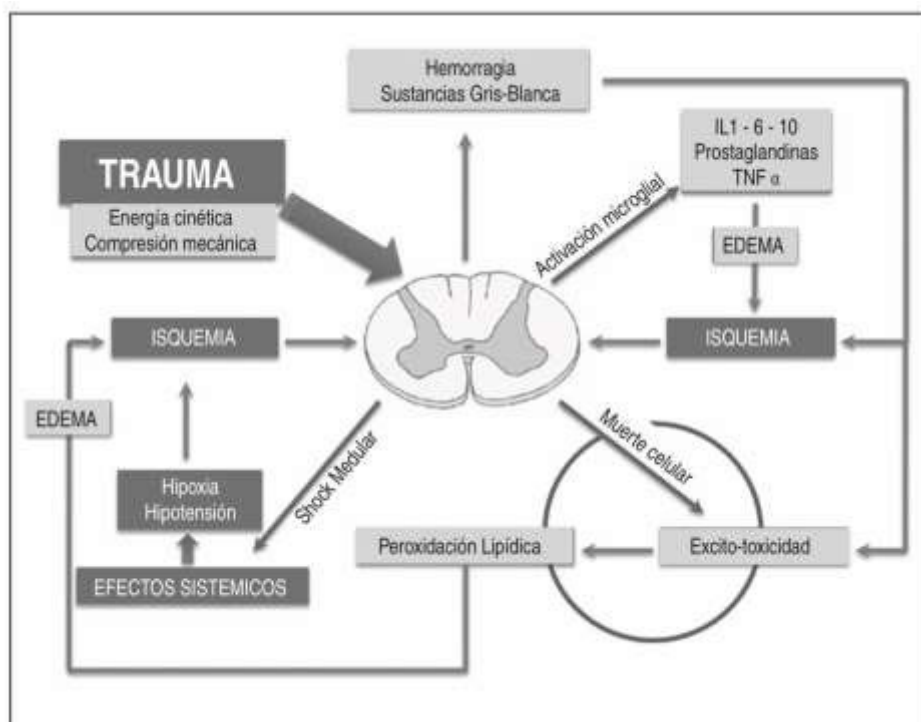 Hemorragia
Sustancias Gris-Blanca
IL1 - 6 - 10
Prostaglandinas
TNF α
TRAUMA
Energía cinética
Compresión mecánica
Activación microglial
EDEMA
ISQUEMIA
ISQUEMIA
EDEMA
Hipoxia
Hipotensión
Shock Medular
Muerte celular
Peroxidación Lipídica
Excito-toxicidad
EFECTOS SISTEMICOS